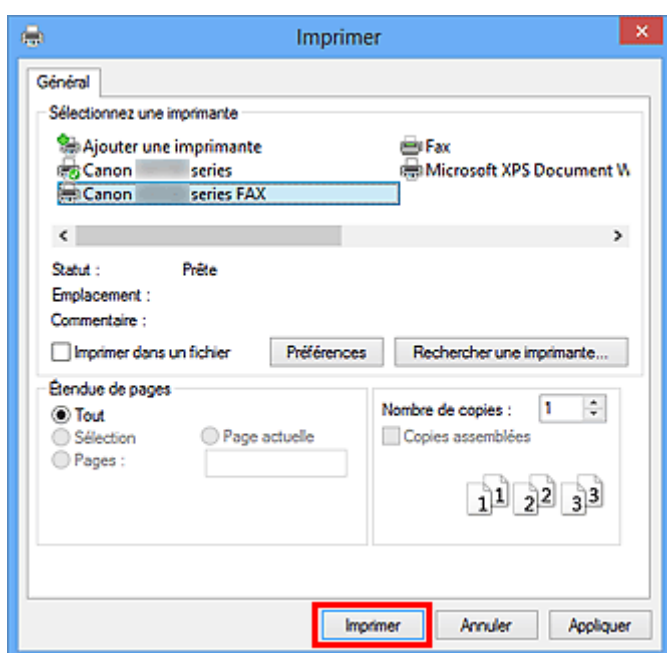 Imprimer
Général
Sélectionnez une imprimante
Ajouter une imprimante
Fax
Canon series
Microsoft XPS Document
Canon series FAX
Statut : Prête
Emplacement :
Commentaire :
Imprimer dans un fichier
Préférences
Rechercher une imprimante...
Étendue de pages
Tout
Sélection
Page actuelle
Pages :
Nombre de copies : 1
Copies assemblées
1 1 2 2 3 3
Imprimer
Annuler
Appliquer